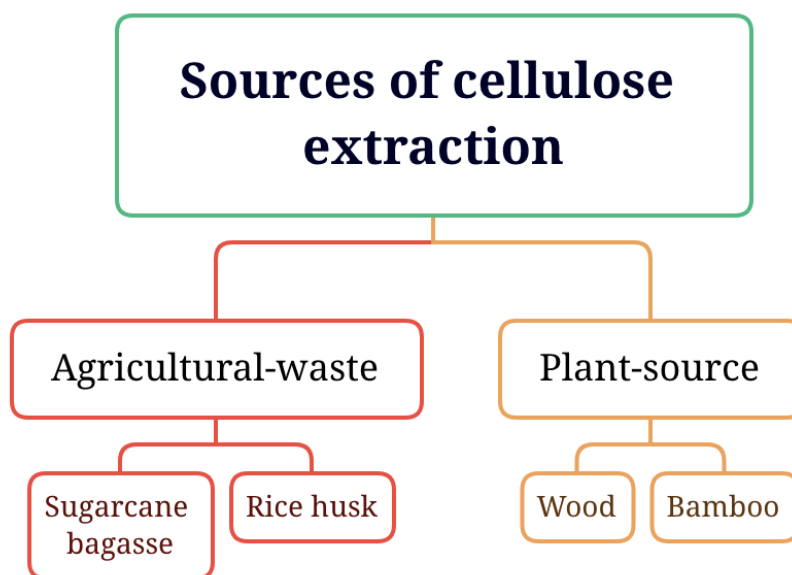 Sources of cellulose
extraction
Agricultural-waste
Plant-source
Sugarcane
bagasse
Rice husk
Wood
Bamboo